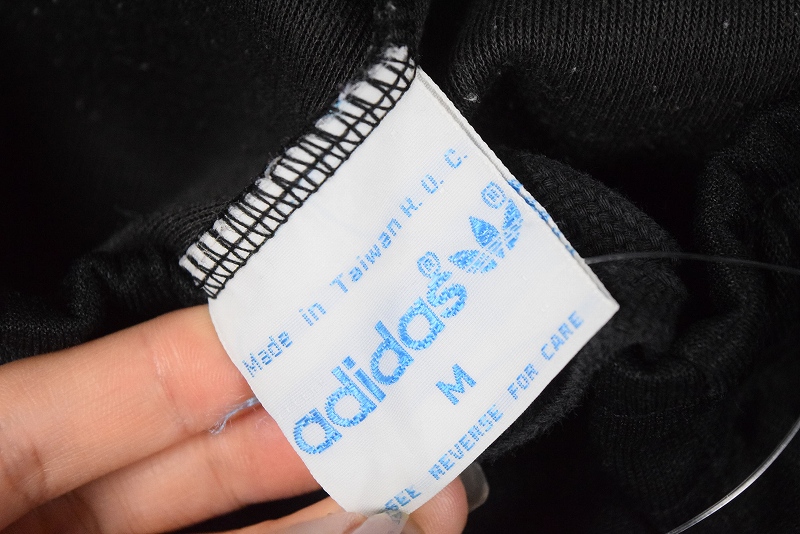 Made in Taiwan R. O. C.
adidas®
®
M
SEE REVERSE FOR CARE